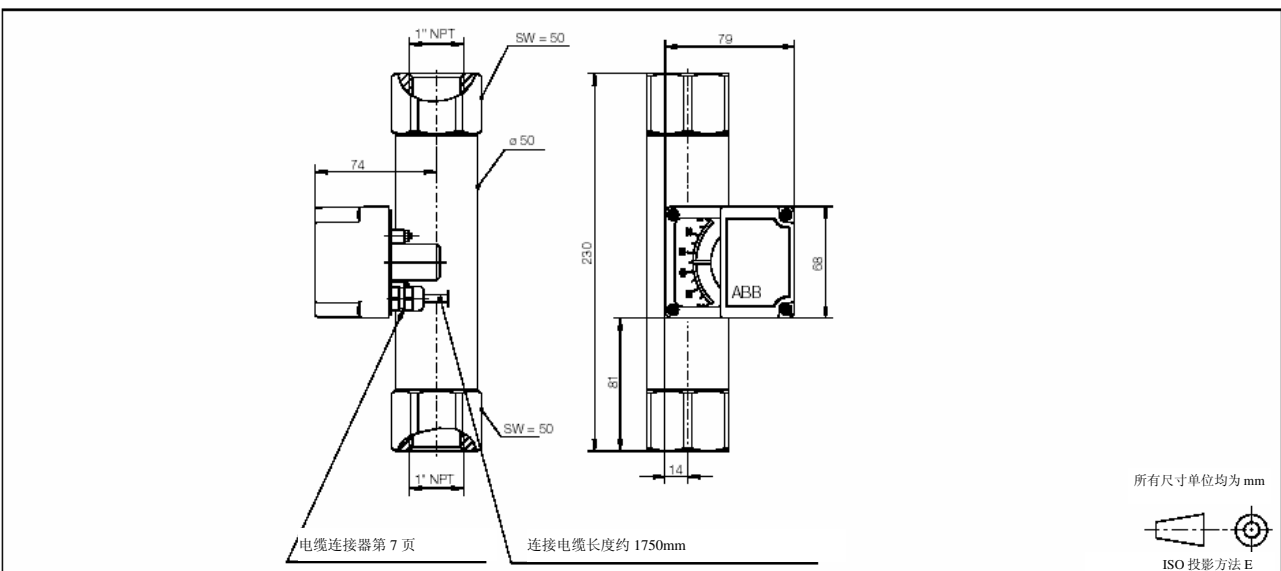 1" NPT
SW = 50
79
ø 50
74
230
68
ABB
81
SW = 50
14
1" NPT
所有尺寸单位均为 mm
电缆连接器第 7 页
连接电缆长度约 1750mm
ISO 投影方法 E